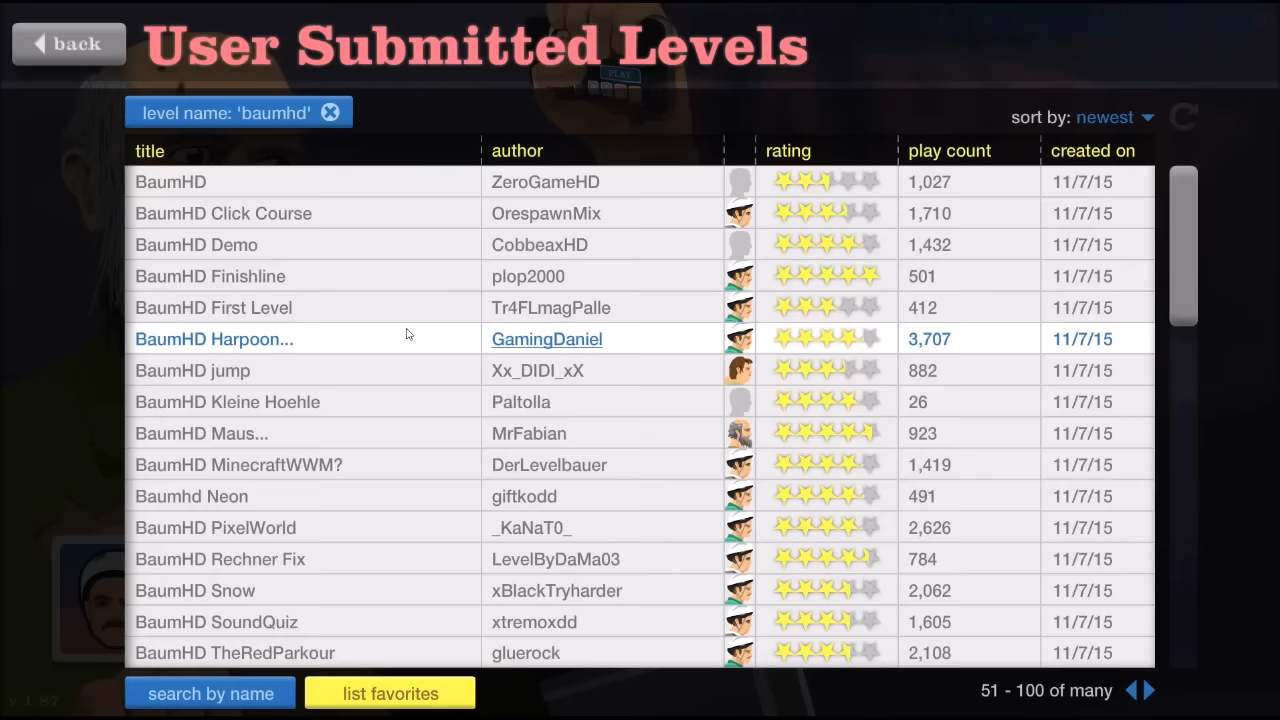 back
User Submitted Levels
PLAY
level name: 'baumhd'
sort by: newest
title author rating play count created on
BaumHD ZeroGameHD 1,027 11/7/15
BaumHD Click Course OrespawnMix 1,710 11/7/15
BaumHD Demo CobbeaxHD 1,432 11/7/15
BaumHD Finishline plop2000 501 11/7/15
BaumHD First Level Tr4FLmagPalle 412 11/7/15
BaumHD Harpoon... GamingDaniel 3,707 11/7/15
BaumHD jump Xx_DIDI_xX 882 11/7/15
BaumHD Kleine Hoehle Paltolla 26 11/7/15
BaumHD Maus... MrFabian 923 11/7/15
BaumHD MinecraftWWM? DerLevelbauer 1,419 11/7/15
Baumhd Neon giftkodd 491 11/7/15
BaumHD PixelWorld _KaNaT0_ 2,626 11/7/15
BaumHD Rechner Fix LevelByDaMa03 784 11/7/15
BaumHD Snow xBlackTryharder 2,062 11/7/15
BaumHD SoundQuiz xtremoxdd 1,605 11/7/15
BaumHD TheRedParkour gluerock 2,108 11/7/15
search by name list favorites 51 - 100 of many
v 1.87